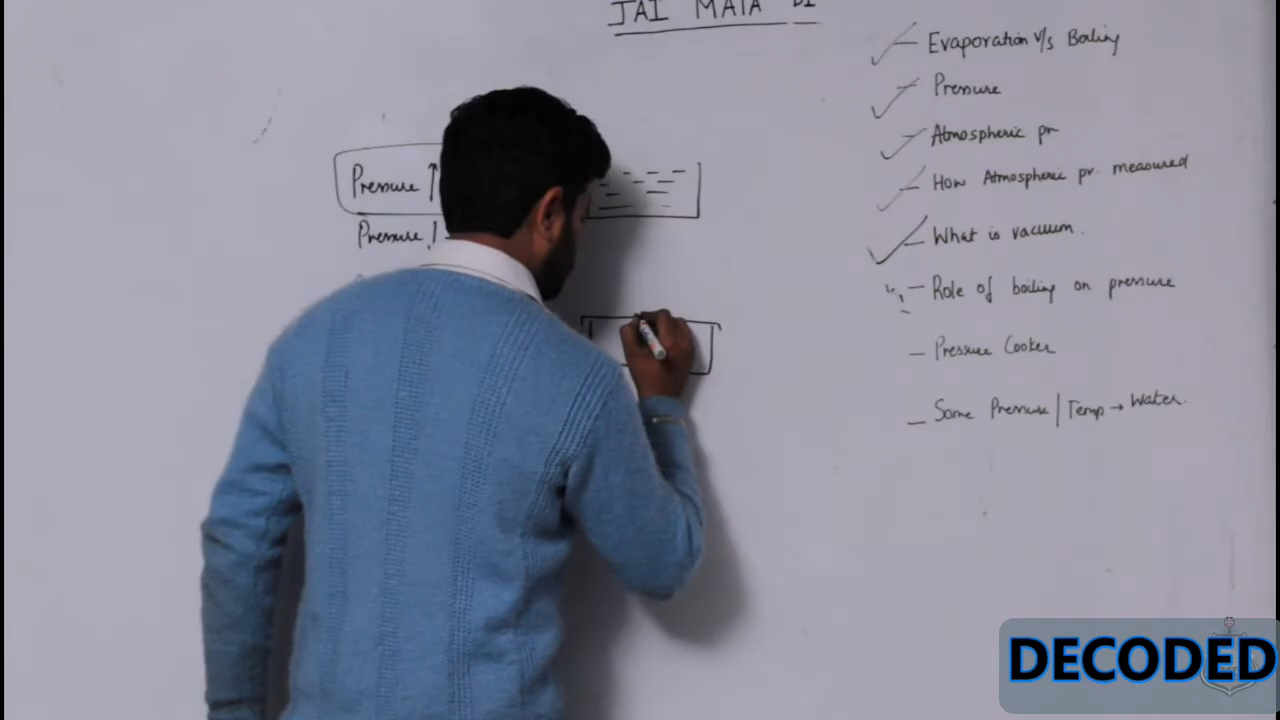 JAI MATA DI
Evaporation v/s Boiling
Pressure
Atmospheric pr
How Atmospheric pr. measured
What is vacuum.
Role of boiling on pressure
Pressure Cooker
Some Pressure | Temp → Water.
Pressure ↑
Pressure ↓
DECODED